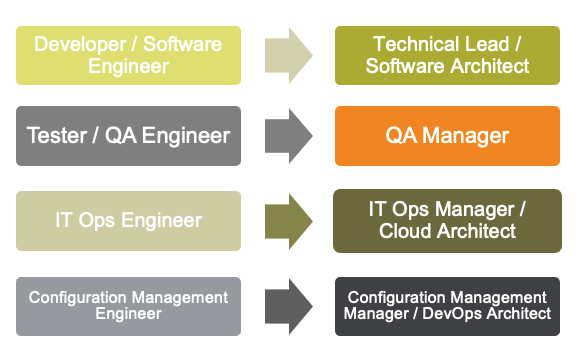 Developer / Software
Engineer
Technical Lead /
Software Architect
Tester / QA Engineer
QA Manager
IT Ops Engineer
IT Ops Manager /
Cloud Architect
Configuration Management
Engineer
Configuration Management
Manager / DevOps Architect